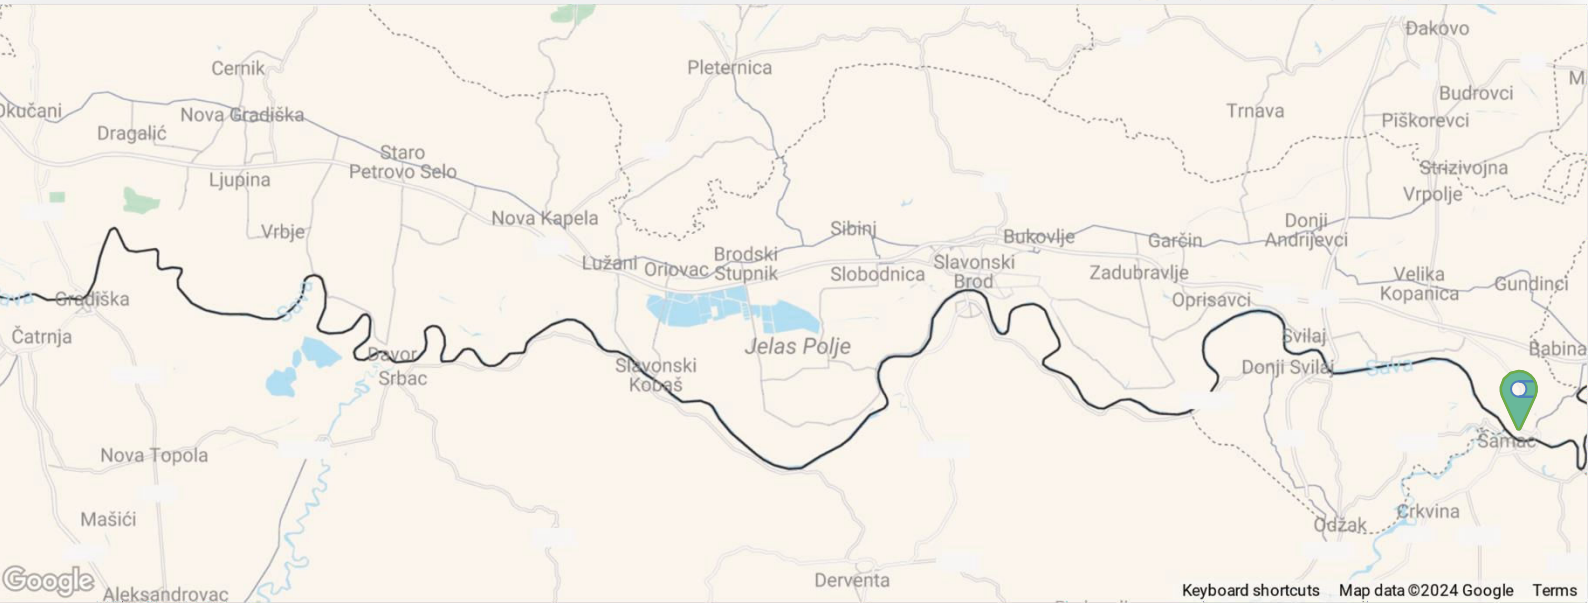 Đakovo
Cernik
Pleternica
M
Okučani
Nova Gradiška
Budrovci
Trnava
Piškorevci
Dragalić
Staro
Petrovo Selo
Strizivojna
Ljupina
Vrpolje
Nova Kapela
Vrbje
Sibinj
Bukovlje
Garčin
Donji
Andrijevci
Lužani
Oriovac
Brodski
Stupnik
Slobodnica
Slavonski
Brod
Zadubravlje
Velika
Kopanica
Gundinci
Sava
Sava
Gradiška
Oprisavci
Čatrnja
Svilaj
Babina
Jelas Polje
Davor
Srbac
Slavonski
Kobaš
Donji Svilaj
Sava
Šamac
Nova Topola
Mašići
Odžak
Crkvina
Derventa
Aleksandrovac
Google
Keyboard shortcuts
Map data ©2024 Google
Terms